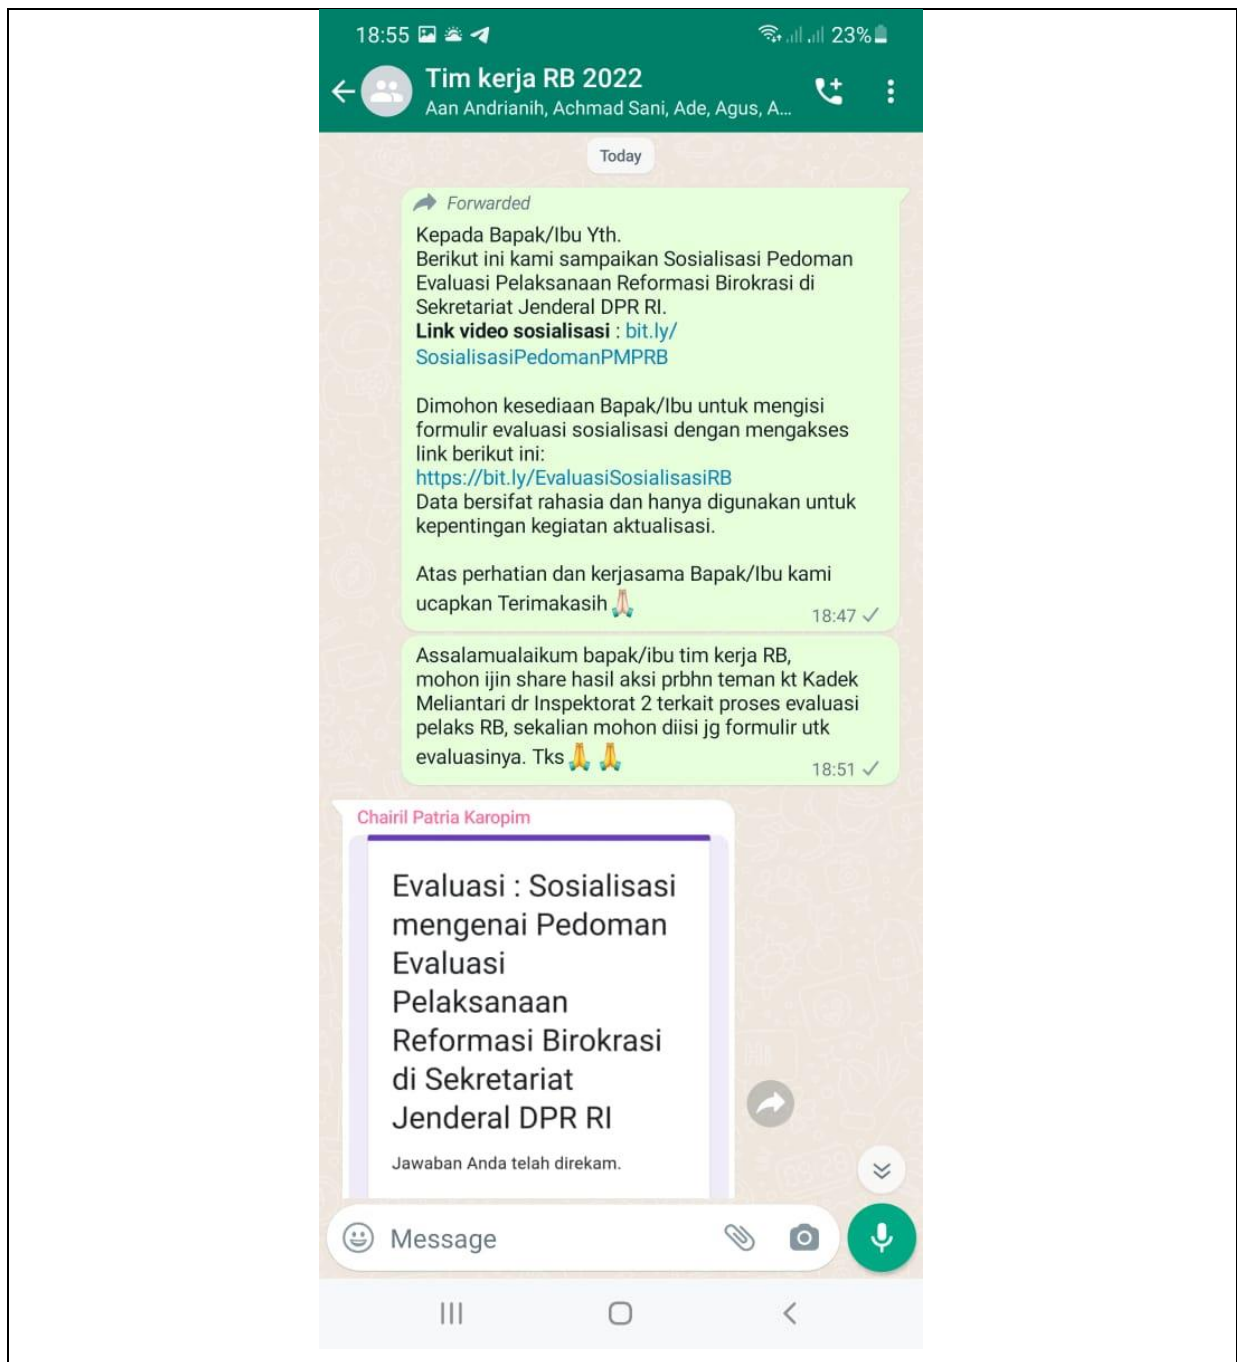 18:55
23%
Tim kerja RB 2022
Aan Andrianih, Achmad Sani, Ade, Agus, A...
Today
Forwarded
Kepada Bapak/Ibu Yth.
Berikut ini kami sampaikan Sosialisasi Pedoman
Evaluasi Pelaksanaan Reformasi Birokrasi di
Sekretariat Jenderal DPR RI.
Link video sosialisasi : bit.ly/
SosialisasiPedomanPMPRB
Dimohon kesediaan Bapak/Ibu untuk mengisi
formulir evaluasi sosialisasi dengan mengakses
link berikut ini:
https://bit.ly/EvaluasiSosialisasiRB
Data bersifat rahasia dan hanya digunakan untuk
kepentingan kegiatan aktualisasi.
Atas perhatian dan kerjasama Bapak/Ibu kami
ucapkan Terimakasih🙏🏻
18:47
Assalamualaikum bapak/ibu tim kerja RB,
mohon ijin share hasil aksi prbhn teman kt Kadek
Meliantari dr Inspektorat 2 terkait proses evaluasi
pelaks RB, sekalian mohon diisi jg formulir utk
evaluasinya. Tks🙏 🙏
18:51
Chairil Patria Karopim
Evaluasi : Sosialisasi
mengenai Pedoman
Evaluasi
Pelaksanaan
Reformasi Birokrasi
di Sekretariat
Jenderal DPR RI
Jawaban Anda telah direkam.
Message